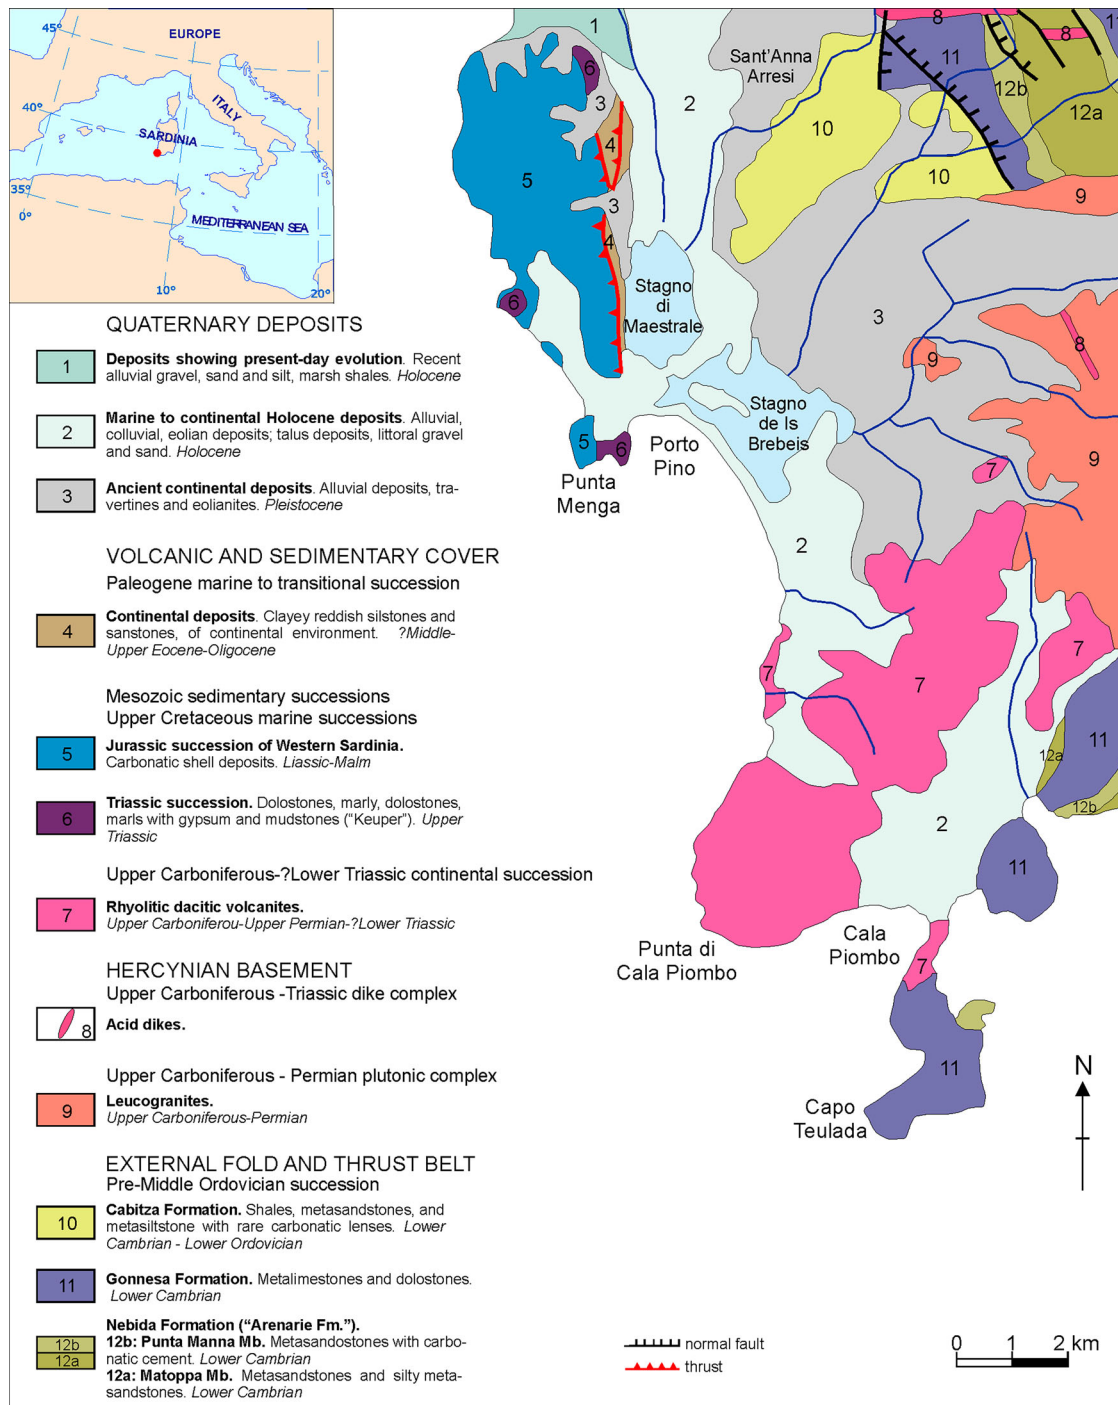 EUROPE
45°
45°
ITALY
40°
SARDINIA
35°
0°
MEDITERRANEAN SEA
10°
20°
QUATERNARY DEPOSITS
1
Deposits showing present-day evolution. Recent
alluvial gravel, sand and silt, marsh shales. Holocene
2
Marine to continental Holocene deposits. Alluvial,
colluvial, eolian deposits; talus deposits, littoral gravel
and sand. Holocene
3
Ancient continental deposits. Alluvial deposits, tra-
vertines and eolianites. Pleistocene
VOLCANIC AND SEDIMENTARY COVER
Paleogene marine to transitional succession
4
Continental deposits. Clayey reddish silstones and
sanstones, of continental environment. ?Middle-
Upper Eocene-Oligocene
Mesozoic sedimentary successions
Upper Cretaceous marine successions
5
Jurassic succession of Western Sardinia.
Carbonatic shell deposits. Liassic-Malm
6
Triassic succession. Dolostones, marly, dolostones,
marls with gypsum and mudstones ("Keuper"). Upper
Triassic
Upper Carboniferous-?Lower Triassic continental succession
7
Rhyolitic dacitic volcanites.
Upper Carboniferou-Upper Permian-?Lower Triassic
HERCYNIAN BASEMENT
Upper Carboniferous -Triassic dike complex
8
Acid dikes.
Upper Carboniferous - Permian plutonic complex
9
Leucogranites.
Upper Carboniferous-Permian
EXTERNAL FOLD AND THRUST BELT
Pre-Middle Ordovician succession
10
Cabitza Formation. Shales, metasandstones, and
metasiltstone with rare carbonatic lenses. Lower
Cambrian - Lower Ordovician
11
Gonnesa Formation. Metalimestones and dolostones.
Lower Cambrian
Nebida Formation ("Arenarie Fm.").
12b
12b: Punta Manna Mb. Metasandostones with carbo-
natic cement. Lower Cambrian
12a
12a: Matoppa Mb. Metasandstones and silty meta-
sandstones. Lower Cambrian
1
8
11
6
Sant'Anna
Arresi
11
8
12b
3
2
12a
10
4
5
10
9
3
4
Stagno
di
Maestrale
6
3
8
9
Stagno
de Is
Brebeis
5
6
Porto
Pino
9
7
Punta
Menga
2
7
7
7
11
12a
12b
2
11
Punta di
Cala Piombo
Cala
Piombo
7
11
Capo
Teulada
N
normal fault
thrust
0 1 2 km